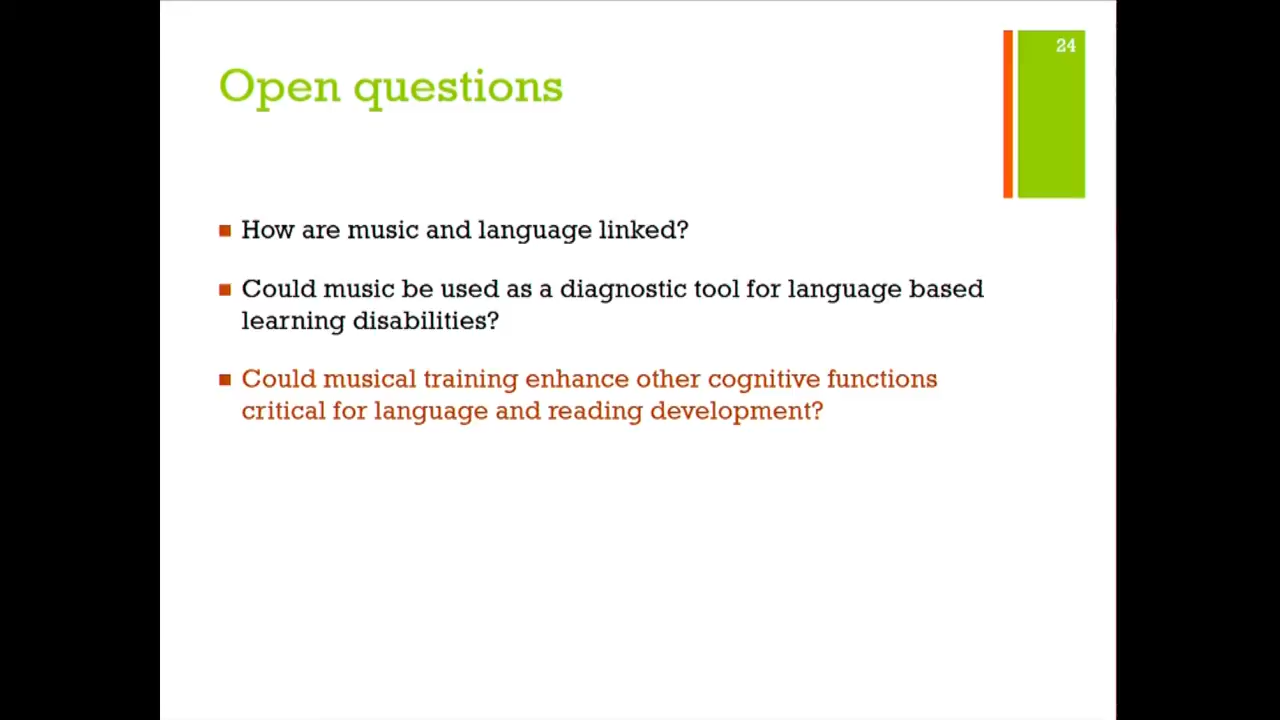 24
Open questions
How are music and language linked?
Could music be used as a diagnostic tool for language based
learning disabilities?
Could musical training enhance other cognitive functions
critical for language and reading development?